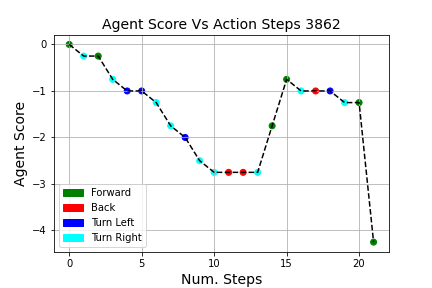 Agent Score Vs Action Steps 3862
Agent Score
0
−1
−2
−3
−4
Forward
Back
Turn Left
Turn Right
0 5 10 15 20
Num. Steps